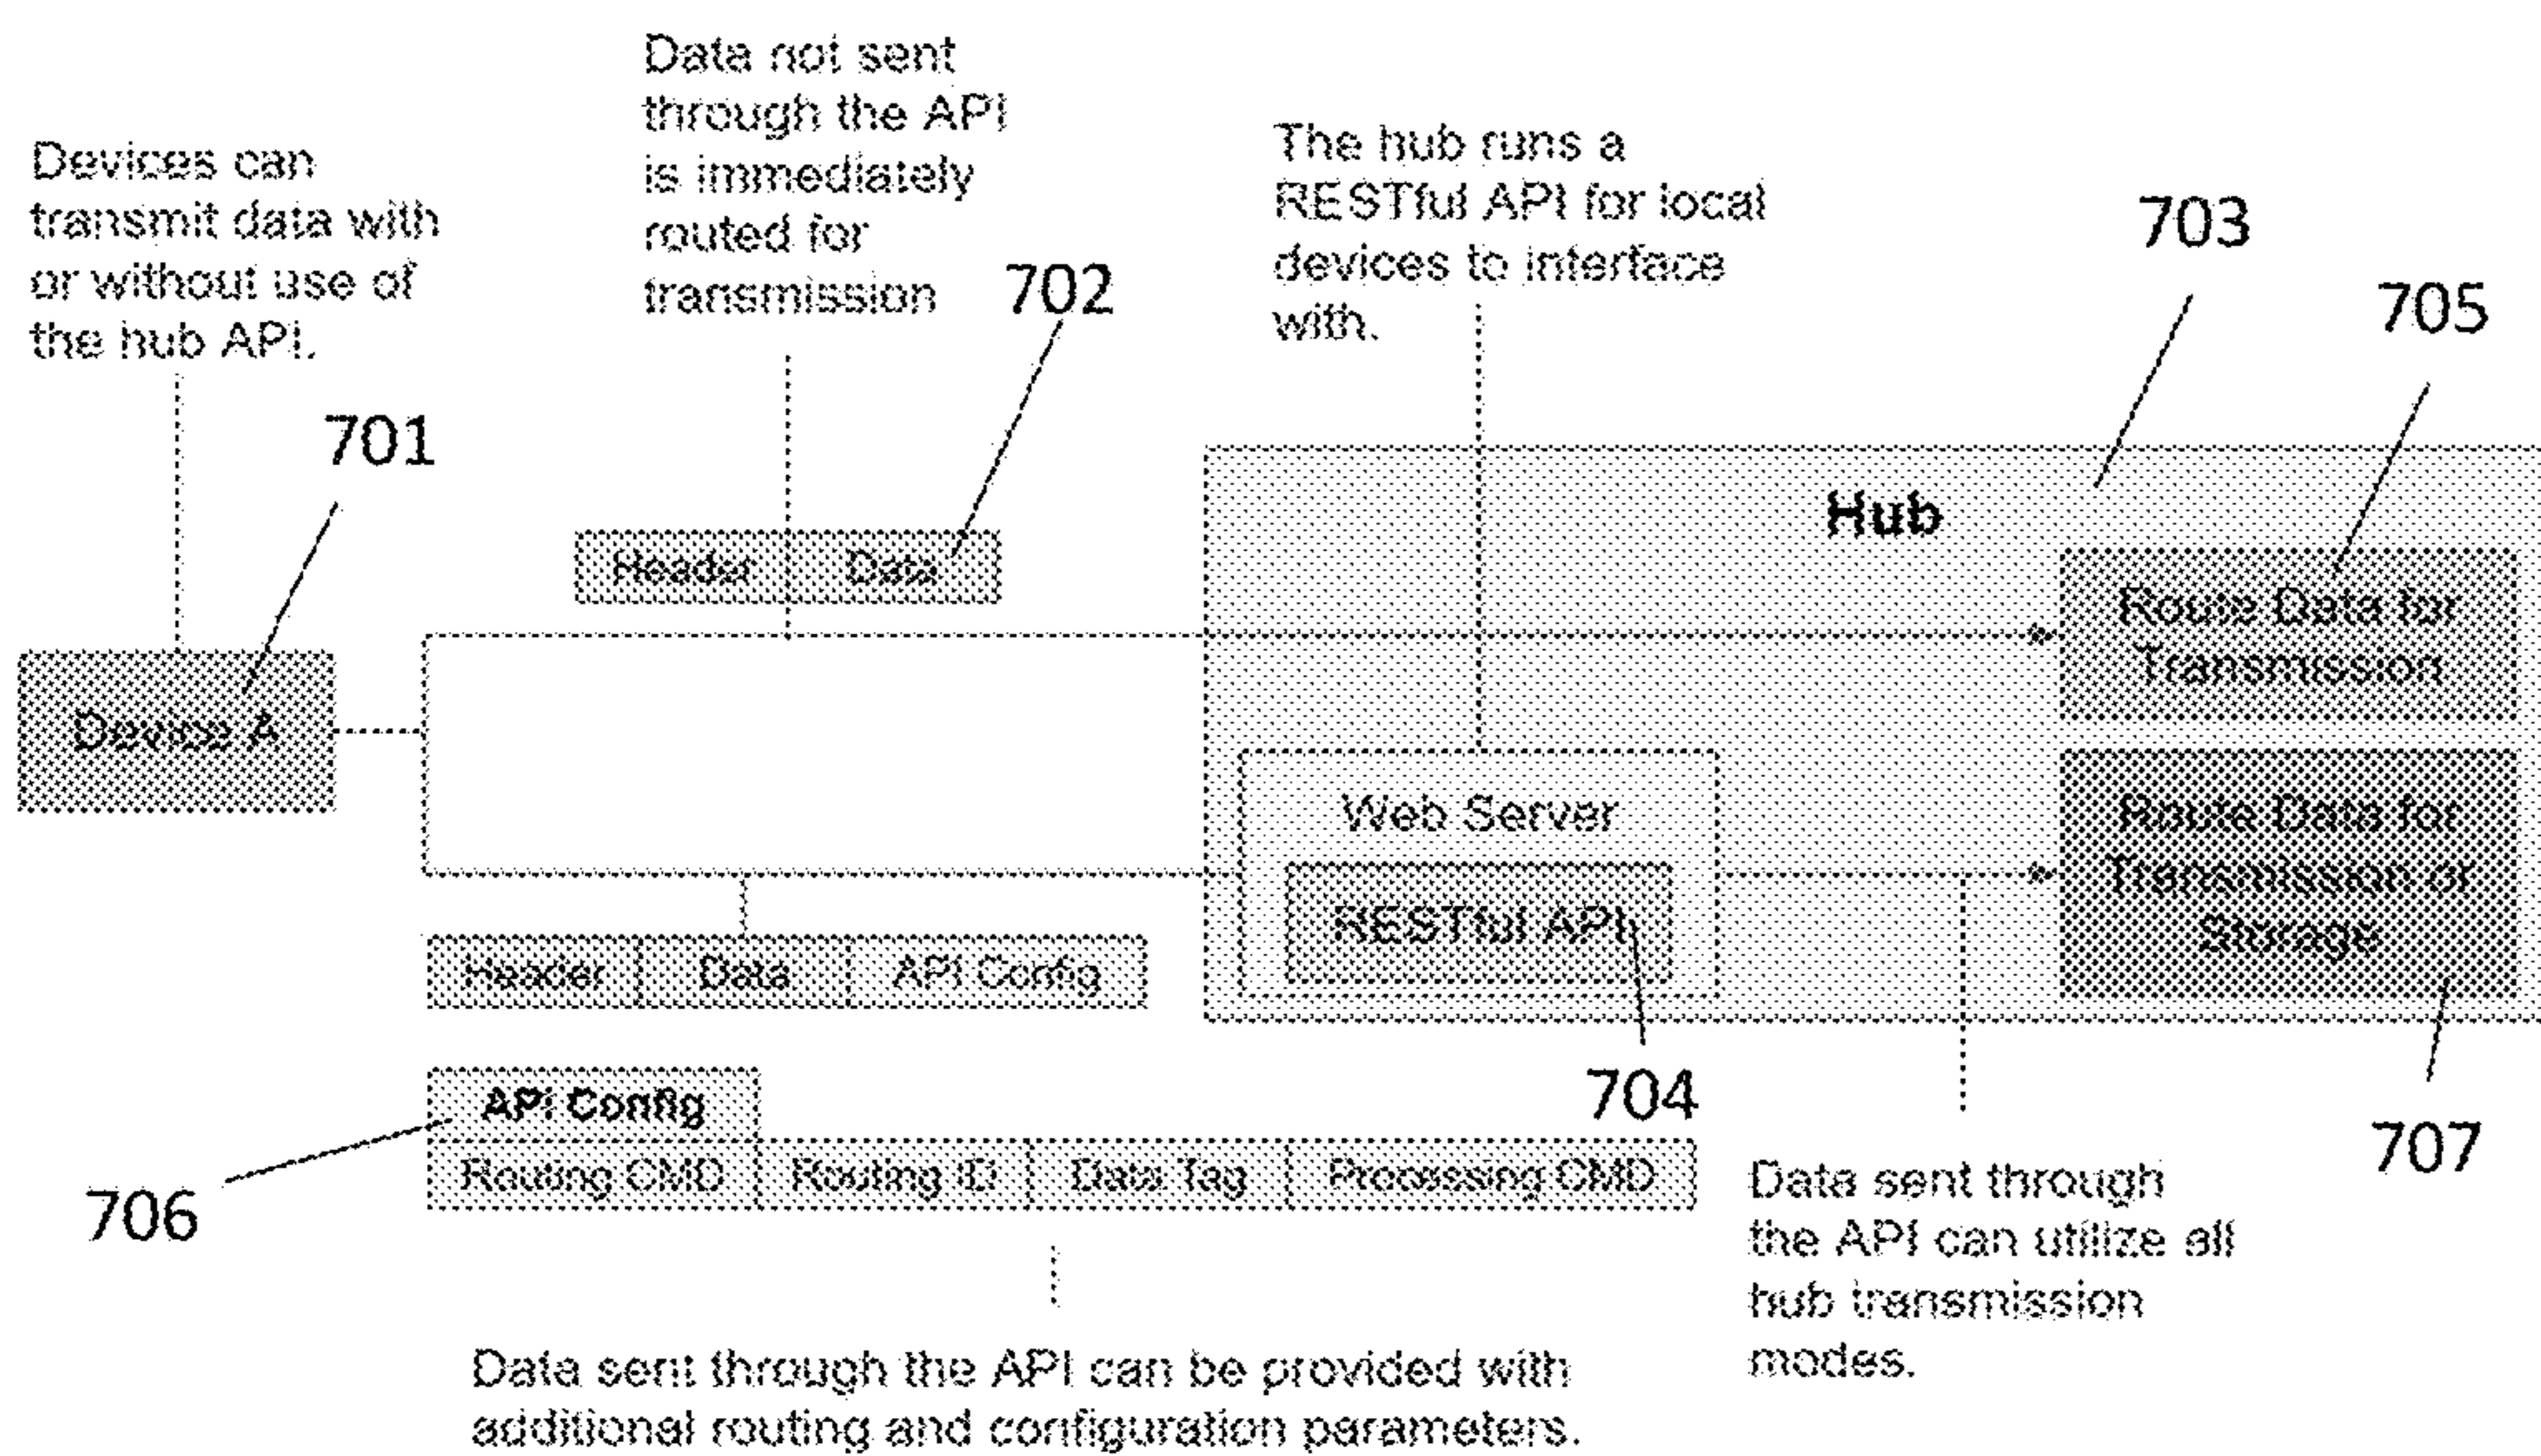 Devices can
transmit data with
or without use of
the hub API.
701
Data not sent
through the API
is immediately
routed for
transmission
702
The hub runs a
RESTful API for local
devices to interface
with.
703
705
Hub
Header Data
Route Data for
Transmission
Device A
Web Server
RESTful API
Route Data for
Transmission or
Storage
Header Data API Config
704
707
API Config
Routing CMD Routing ID Data Tag Processing CMD
706
Data sent through
the API can utilize all
hub transmission
modes.
Data sent through the API can be provided with
additional routing and configuration parameters.